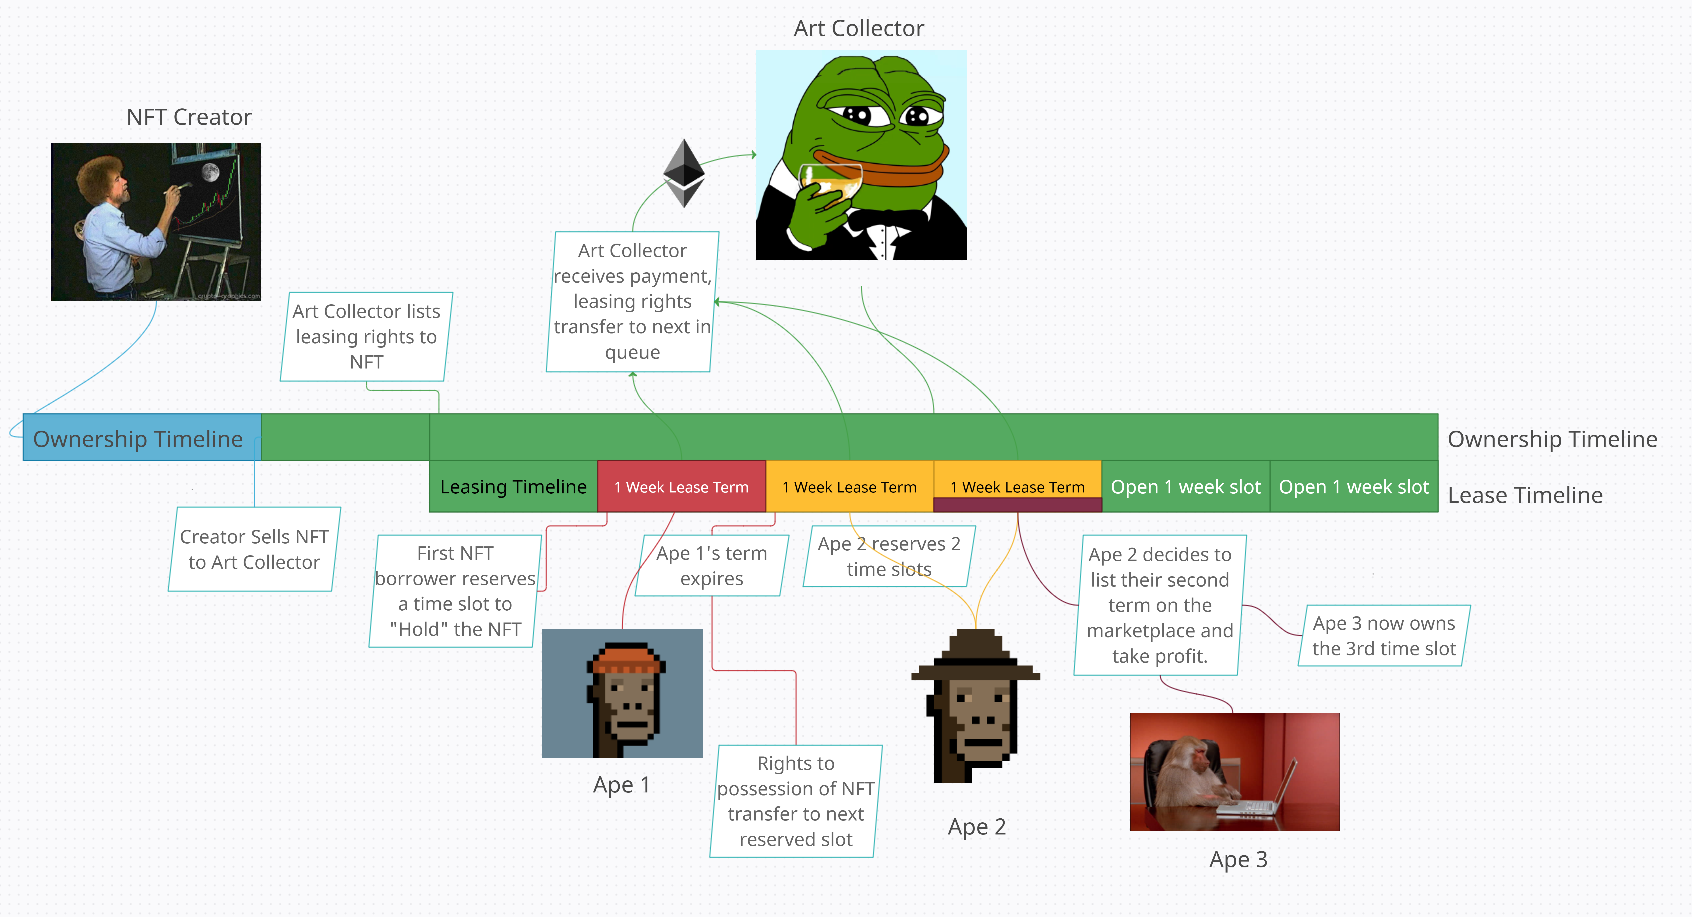 Art Collector
NFT Creator
Art Collector
receives payment,
leasing rights
transfer to next in
queue
Art Collector lists
leasing rights to
NFT
Ownership Timeline
Ownership Timeline
Leasing Timeline
1 Week Lease Term
1 Week Lease Term
1 Week Lease Term
Open 1 week slot
Open 1 week slot
Lease Timeline
Creator Sells NFT
to Art Collector
First NFT
borrower reserves
a time slot to
"Hold" the NFT
Ape 1's term
expires
Ape 2 reserves 2
time slots
Ape 2 decides to
list their second
term on the
marketplace and
take profit.
Ape 3 now owns
the 3rd time slot
Ape 1
Rights to
possession of NFT
transfer to next
reserved slot
Ape 2
Ape 3